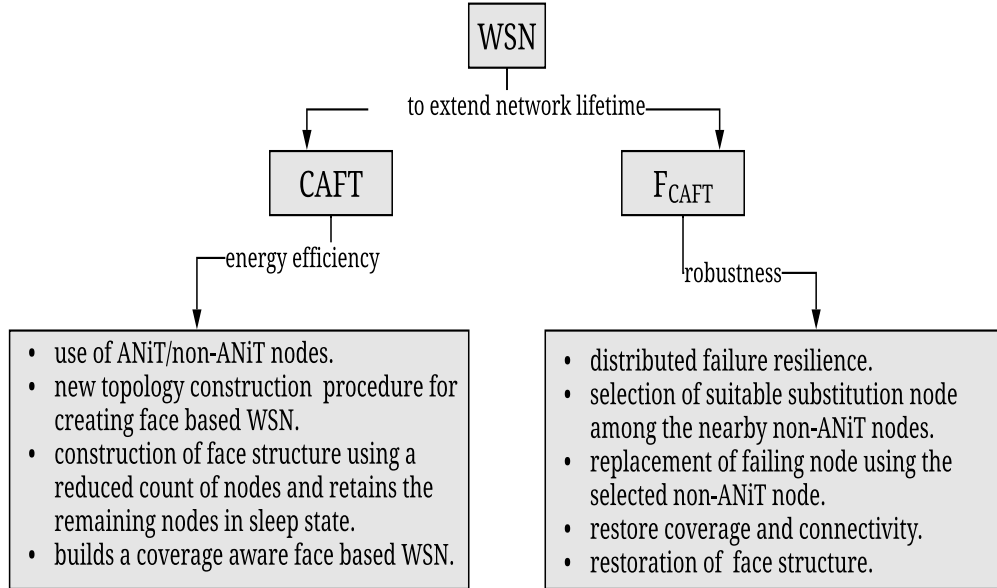 WSN
to extend network lifetime
CAFT
F_CAFT
energy efficiency
robustness
• use of ANiT/non-ANiT nodes.
• new topology construction procedure for
creating face based WSN.
• construction of face structure using a
reduced count of nodes and retains the
remaining nodes in sleep state.
• builds a coverage aware face based WSN.
• distributed failure resilience.
• selection of suitable substitution node
among the nearby non-ANiT nodes.
• replacement of failing node using the
selected non-ANiT node.
• restore coverage and connectivity.
• restoration of face structure.